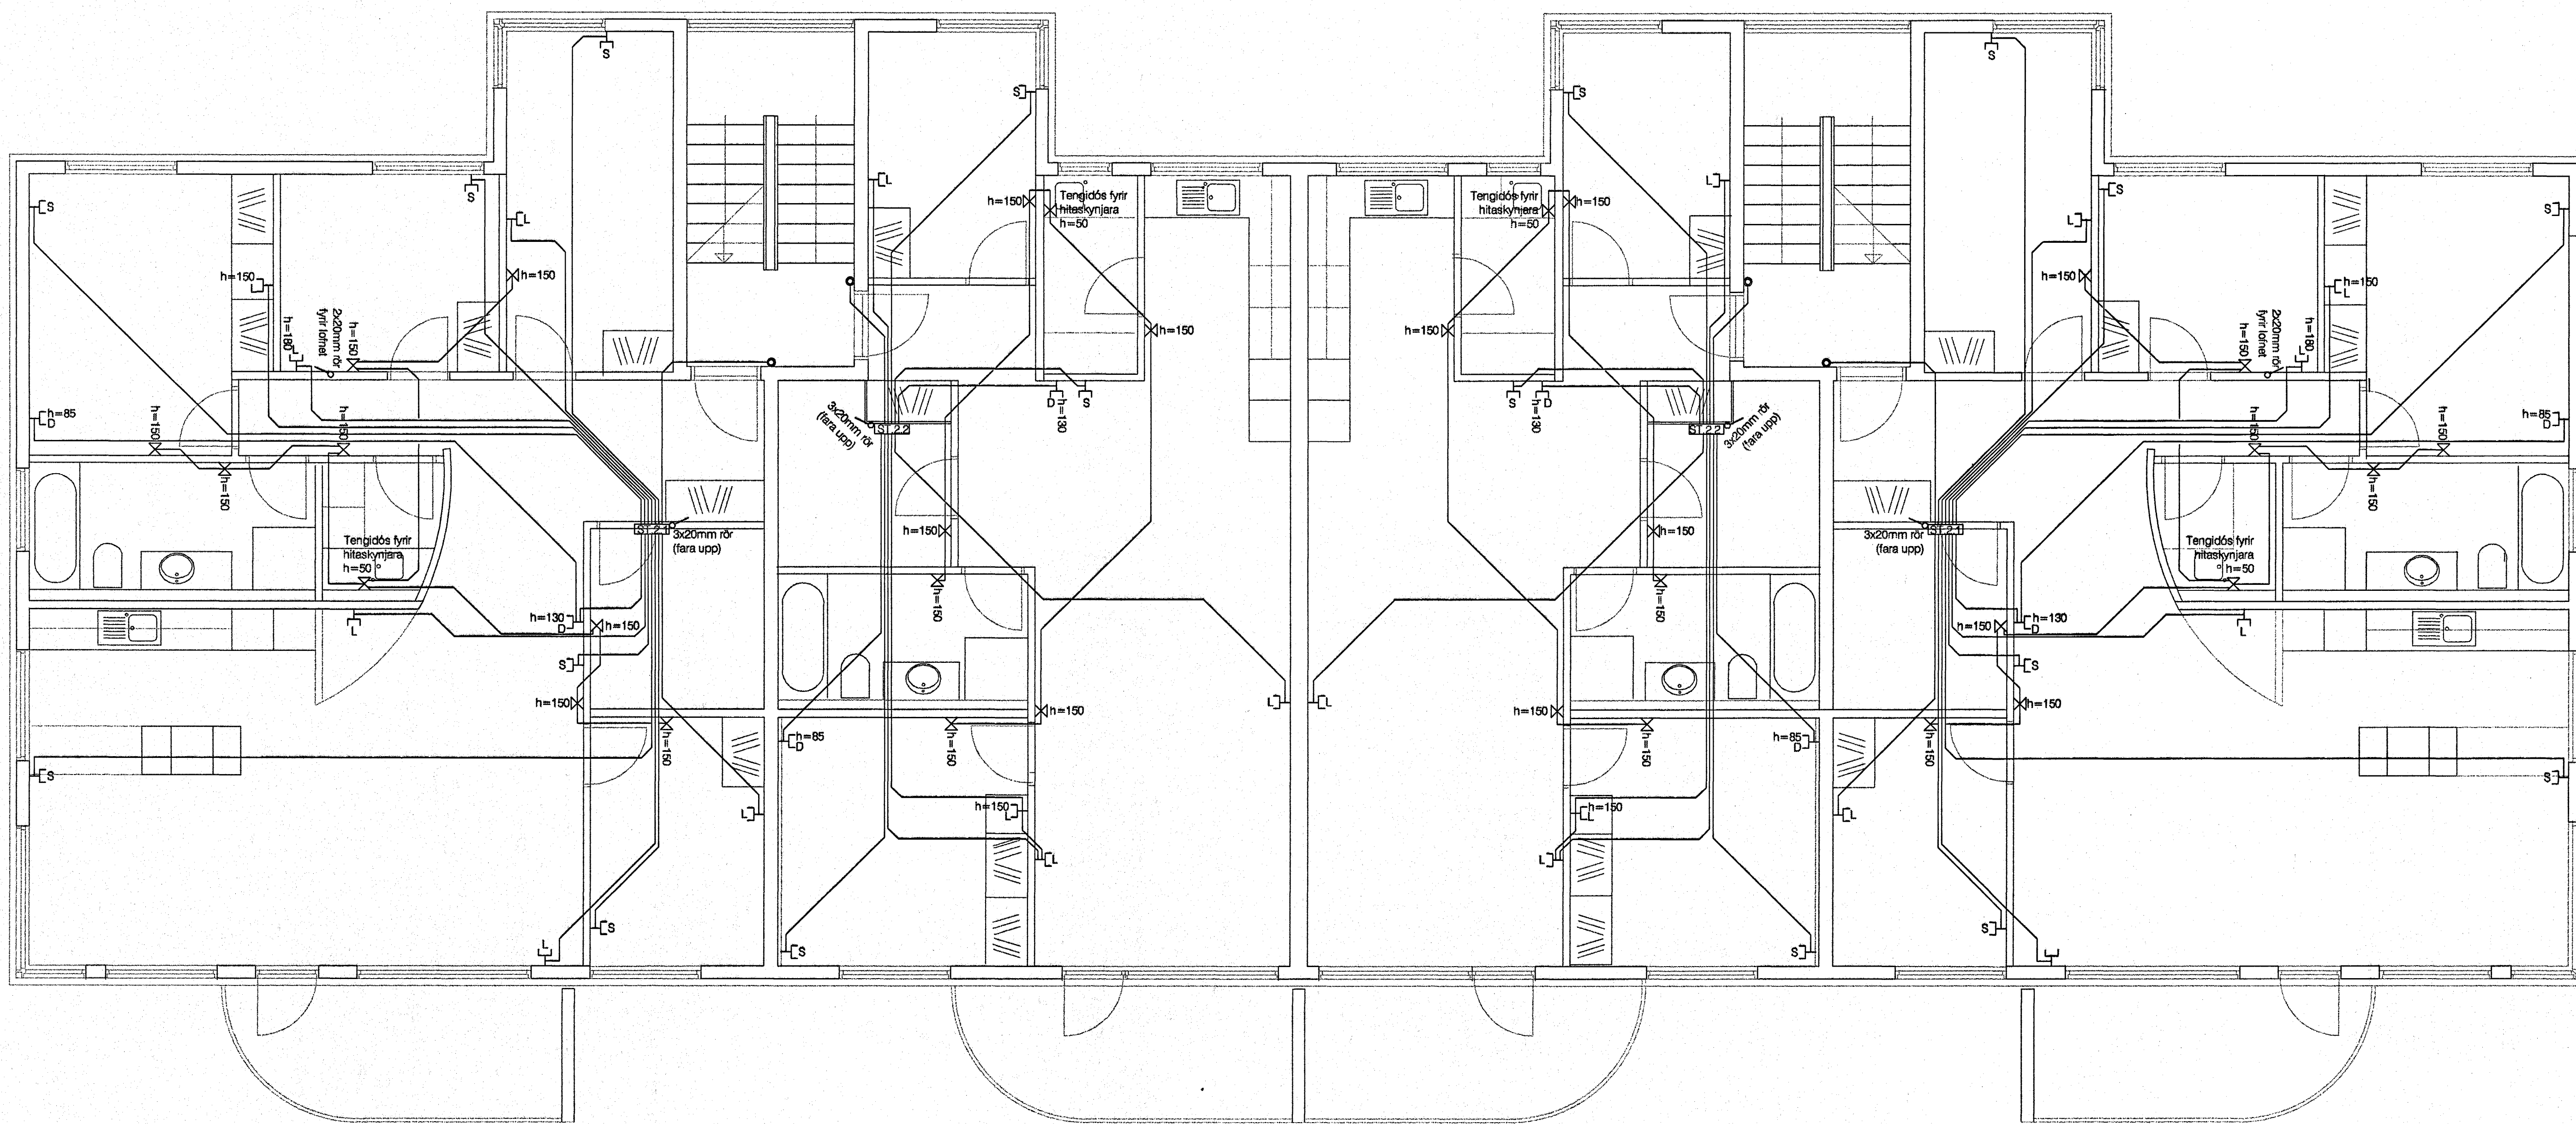 S
S
S
S
S
S
L
h=150
L
h=150
L
h=180
2x20mm rör
fyrir lofnet
h=150
h=85
D
h=150
h=150
h=150
Tengidós fyrir
hitaskynjara
h=50
L
ST 2.1
3x20mm rör
(fara upp)
h=130
D
h=150
S
h=150
h=150
S
L
S
L
L
h=150
Tengidós fyrir
hitaskynjara
h=50
h=150
D
h=130
S
3x20mm rör
(fara upp)
ST 2.2
h=150
h=150
h=150
h=150
h=85
D
h=150
L
L
S
L
L
S
L
Tengidós fyrir
hitaskynjara
h=50
h=150
h=150
S
D
h=130
ST 2.2
3x20mm rör
(fara upp)
h=150
h=150
h=150
h=150
h=85
D
h=150
L
L
S
S
L
h=150
h=150
L
S
2x20mm rör
fyrir lofnet
h=150
h=180
L
h=85
D
h=150
h=150
h=150
3x20mm rör
(fara upp)
ST 2.1
Tengidós fyrir
hitaskynjara
h=50
L
h=150
h=130
D
S
h=150
h=150
S
L
S
L